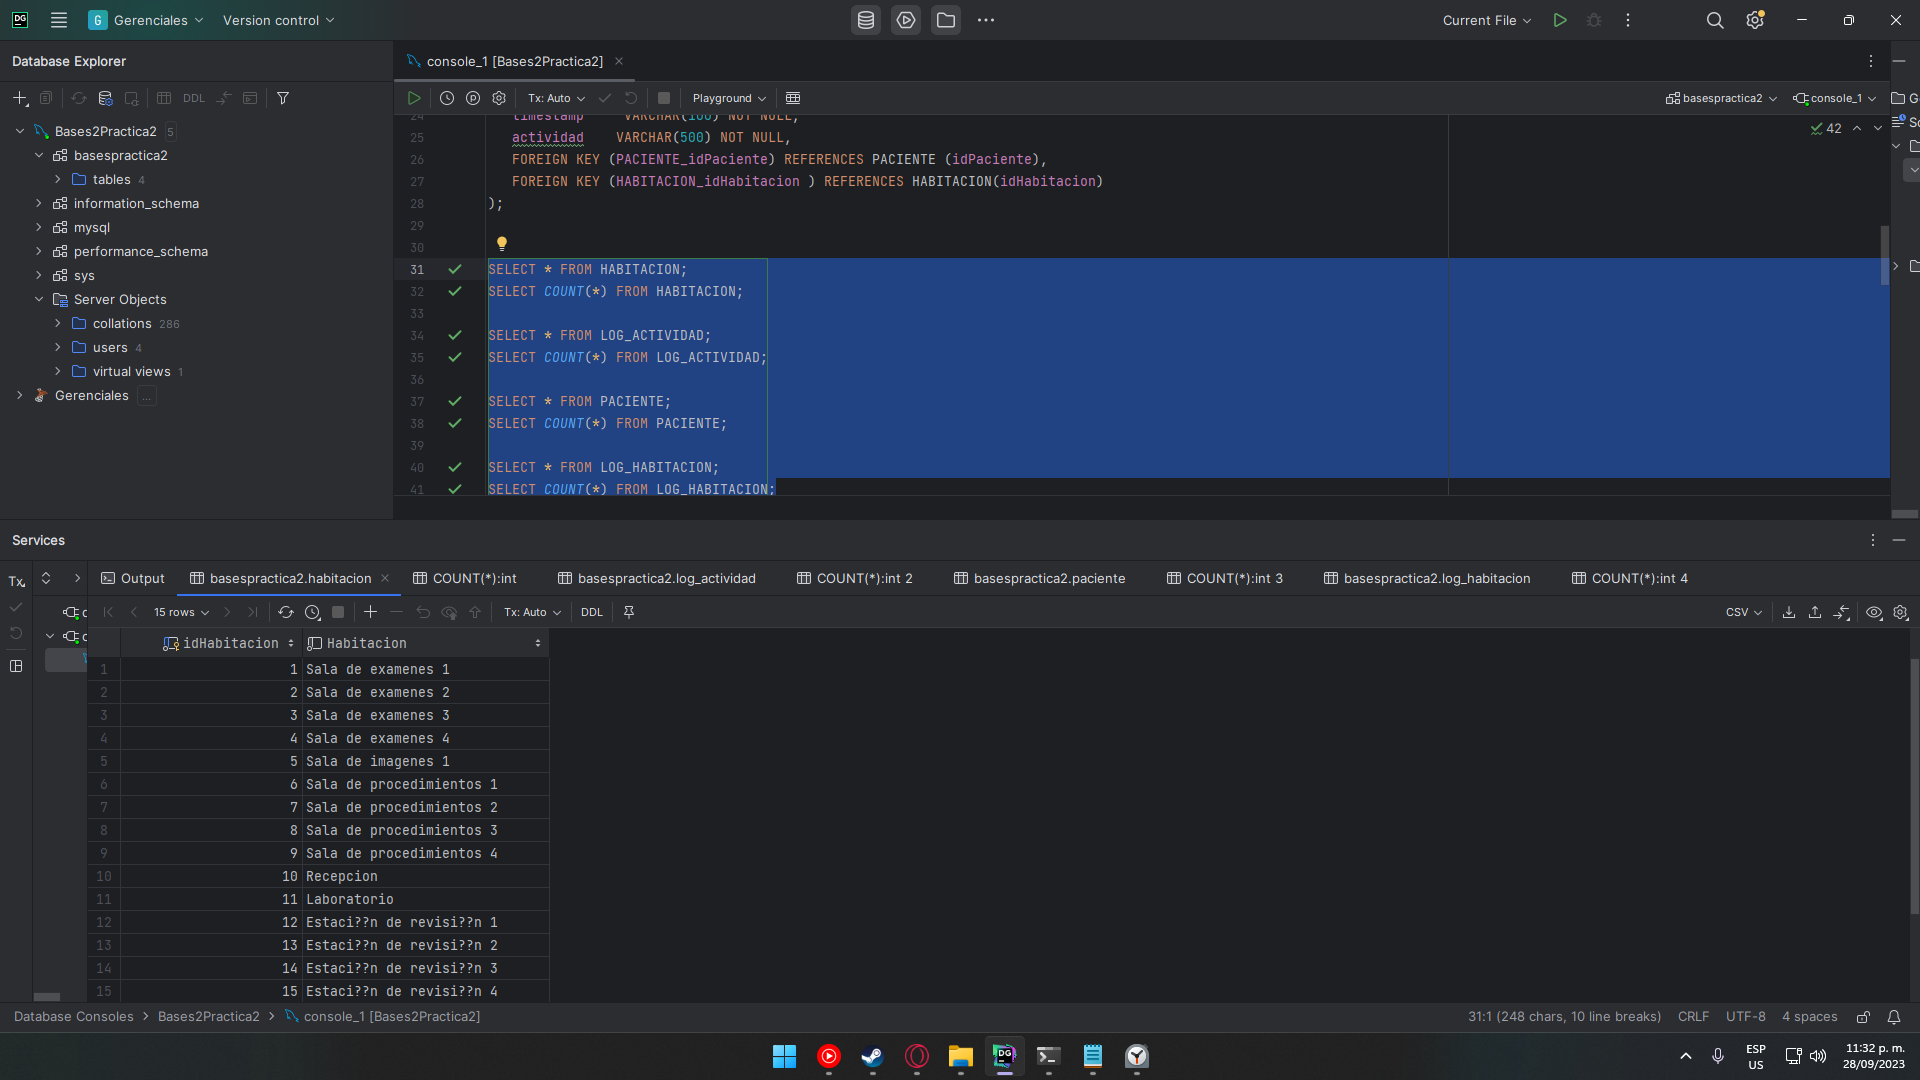 DG G Gerenciales Version control Current File
Database Explorer
console_1 [Bases2Practica2]
DDL Tx: Auto Playground basespractica2 console_1
Bases2Practica2 5
basespractica2
tables 4
information_schema
mysql
performance_schema
sys
Server Objects
collations 286
users 4
virtual views 1
Gerenciales ...
42
24 timestamp VARCHAR(100) NOT NULL,
25 actividad VARCHAR(500) NOT NULL,
26 FOREIGN KEY (PACIENTE_idPaciente) REFERENCES PACIENTE (idPaciente),
27 FOREIGN KEY (HABITACION_idHabitacion ) REFERENCES HABITACION(idHabitacion)
28 );
29
30
31 SELECT * FROM HABITACION;
32 SELECT COUNT(*) FROM HABITACION;
33
34 SELECT * FROM LOG_ACTIVIDAD;
35 SELECT COUNT(*) FROM LOG_ACTIVIDAD;
36
37 SELECT * FROM PACIENTE;
38 SELECT COUNT(*) FROM PACIENTE;
39
40 SELECT * FROM LOG_HABITACION;
41 SELECT COUNT(*) FROM LOG_HABITACION;
Services
Tx Output basespractica2.habitacion COUNT(*):int basespractica2.log_actividad COUNT(*):int 2 basespractica2.paciente COUNT(*):int 3 basespractica2.log_habitacion COUNT(*):int 4
15 rows Tx: Auto DDL CSV
idHabitacion Habitacion
1 1 Sala de examenes 1
2 2 Sala de examenes 2
3 3 Sala de examenes 3
4 4 Sala de examenes 4
5 5 Sala de imagenes 1
6 6 Sala de procedimientos 1
7 7 Sala de procedimientos 2
8 8 Sala de procedimientos 3
9 9 Sala de procedimientos 4
10 10 Recepcion
11 11 Laboratorio
12 12 Estaci??n de revisi??n 1
13 13 Estaci??n de revisi??n 2
14 14 Estaci??n de revisi??n 3
15 15 Estaci??n de revisi??n 4
Database Consoles > Bases2Practica2 > console_1 [Bases2Practica2] 31:1 (248 chars, 10 line breaks) CRLF UTF-8 4 spaces
DG
ESP
US
11:32 p. m.
28/09/2023